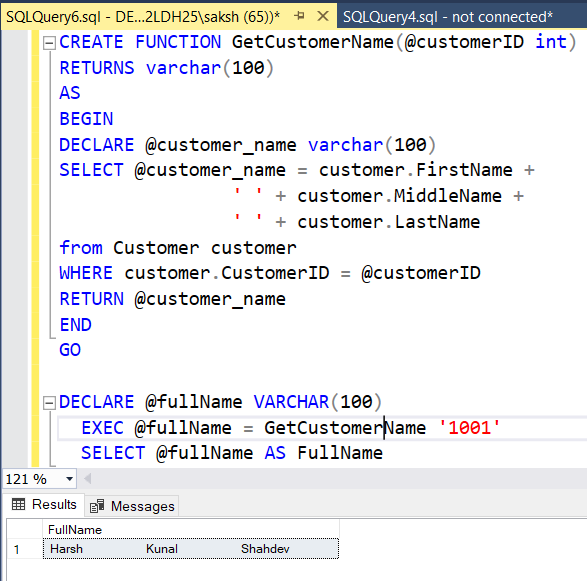 SQLQuery6.sql - DE...2LDH25\saksh (65))* SQLQuery4.sql - not connected*
CREATE FUNCTION GetCustomerName(@customerID int)
RETURNS varchar(100)
AS
BEGIN
DECLARE @customer_name varchar(100)
SELECT @customer_name = customer.FirstName +
' ' + customer.MiddleName +
' ' + customer.LastName
from Customer customer
WHERE customer.CustomerID = @customerID
RETURN @customer_name
END
GO
DECLARE @fullName VARCHAR(100)
EXEC @fullName = GetCustomerName '1001'
SELECT @fullName AS FullName
121 %
Results Messages
FullName
1 Harsh Kunal Shahdev